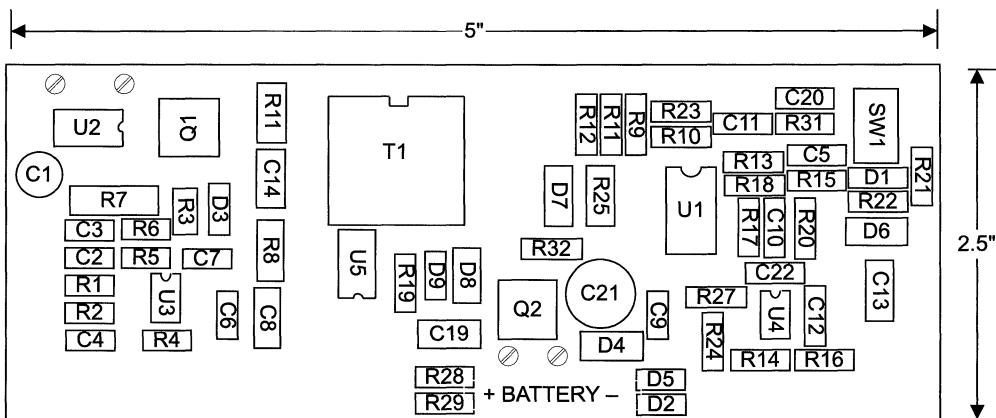 5"
2.5"
U2
Q1
R11
C14
C1
R7
R3
D3
C3
R6
R8
C2
R5
C7
R1
U3
R2
C6
C8
C4
R4
T1
U5
R19
D9
D8
C19
R28
R29
+ BATTERY –
R12
R11
R9
R23
R10
C11
C20
R31
SW1
D7
R25
U1
R13
R18
C5
R15
D1
R22
R21
R17
C10
R20
D6
R32
C22
C13
Q2
C21
C9
R27
U4
C12
D4
R24
R14
R16
D5
D2